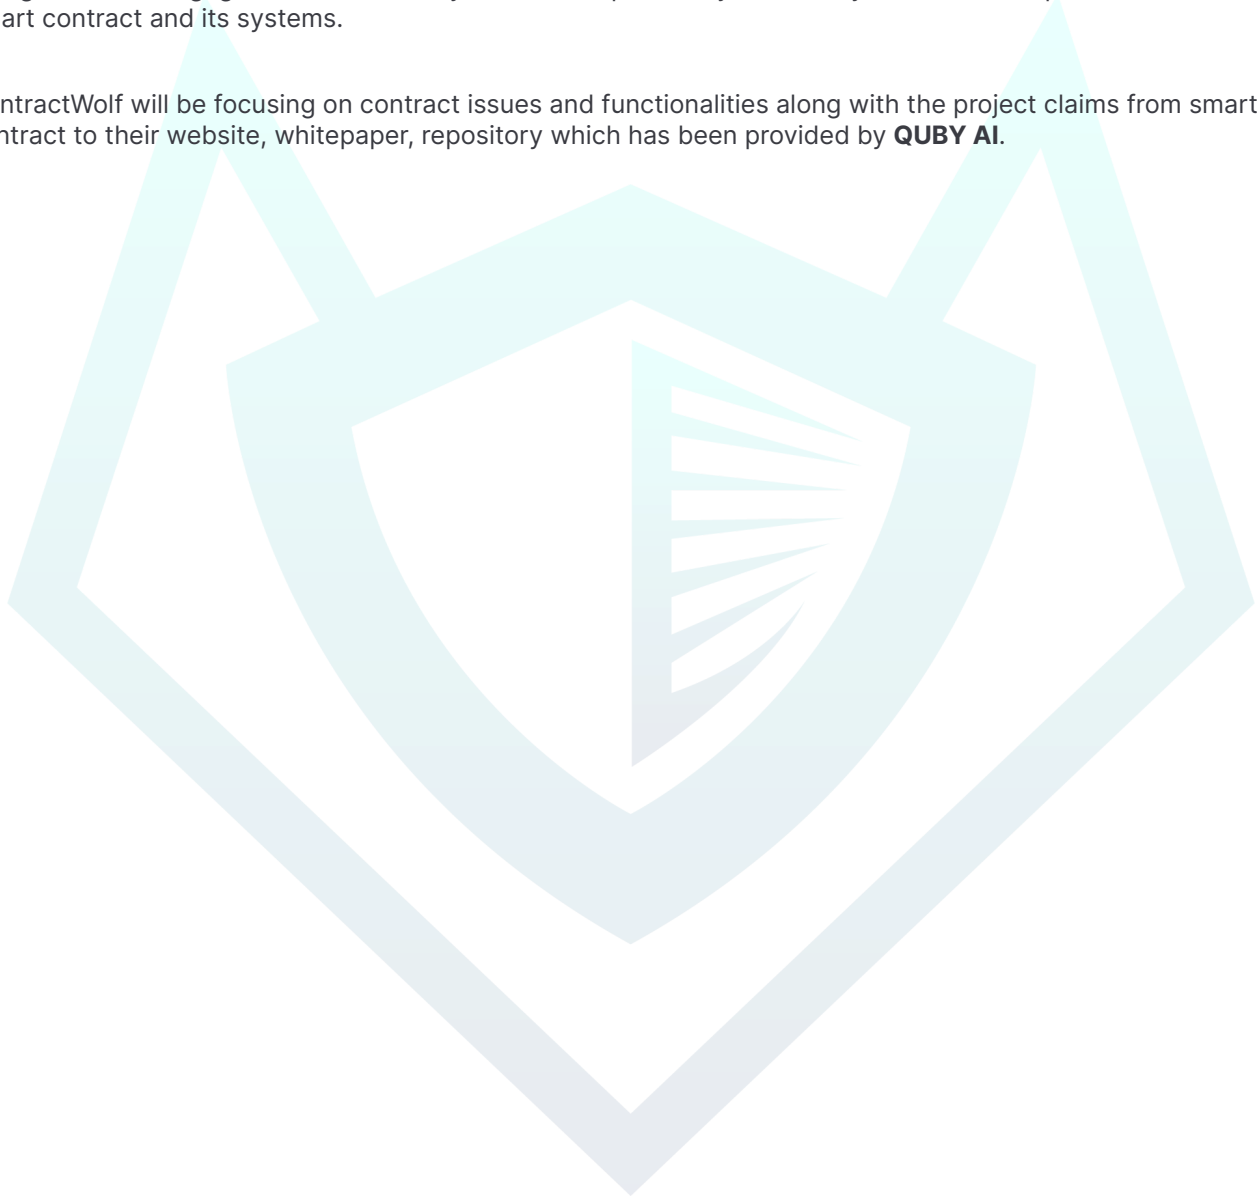 art contract and its systems.
ntractWolf will be focusing on contract issues and functionalities along with the project claims from smart
ntract to their website, whitepaper, repository which has been provided by QUBY AI.